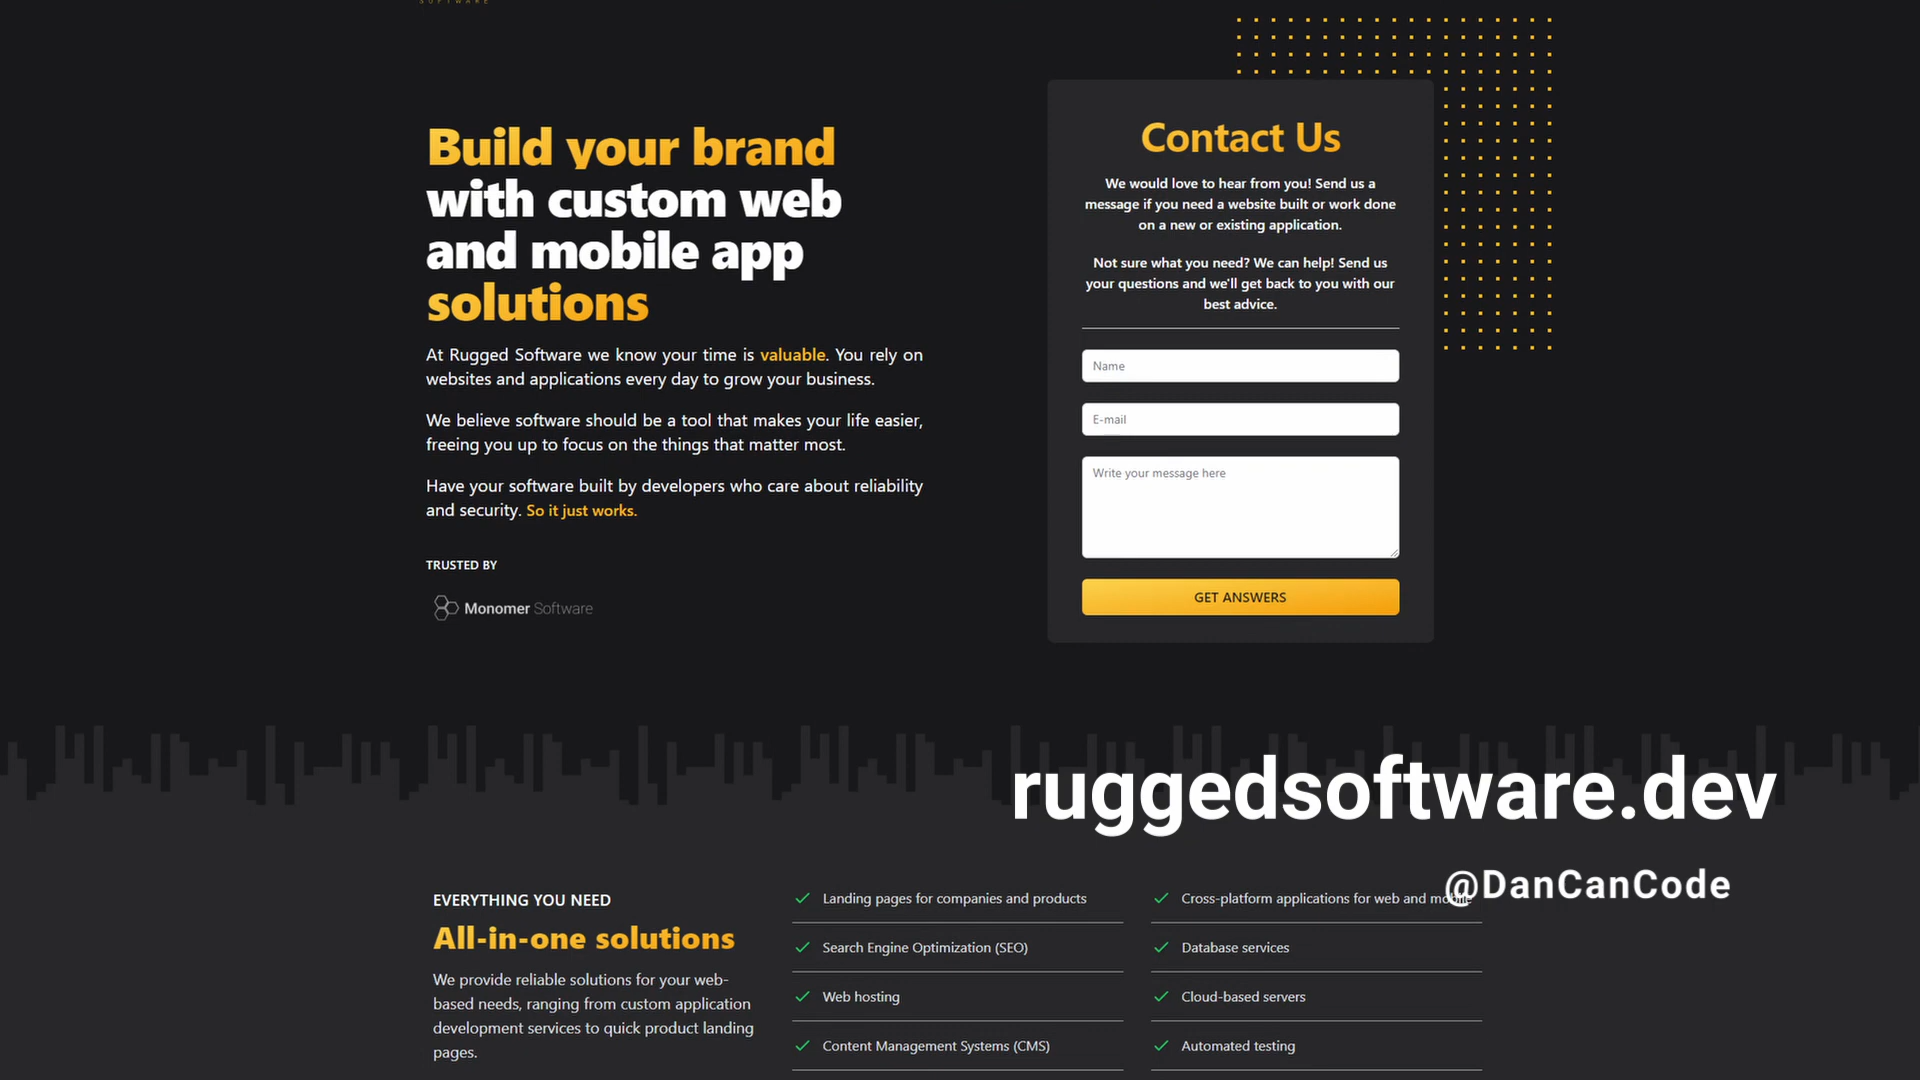 SOFTWARE
Build your brand
with custom web
and mobile app
solutions
At Rugged Software we know your time is valuable. You rely on
websites and applications every day to grow your business.
We believe software should be a tool that makes your life easier,
freeing you up to focus on the things that matter most.
Have your software built by developers who care about reliability
and security. So it just works.
TRUSTED BY
Monomer Software
Contact Us
We would love to hear from you! Send us a
message if you need a website built or work done
on a new or existing application.
Not sure what you need? We can help! Send us
your questions and we'll get back to you with our
best advice.
Name
E-mail
Write your message here
GET ANSWERS
ruggedsoftware.dev
@DanCanCode
EVERYTHING YOU NEED
All-in-one solutions
We provide reliable solutions for your web-
based needs, ranging from custom application
development services to quick product landing
pages.
Landing pages for companies and products
Search Engine Optimization (SEO)
Web hosting
Content Management Systems (CMS)
Cross-platform applications for web and mobile
Database services
Cloud-based servers
Automated testing